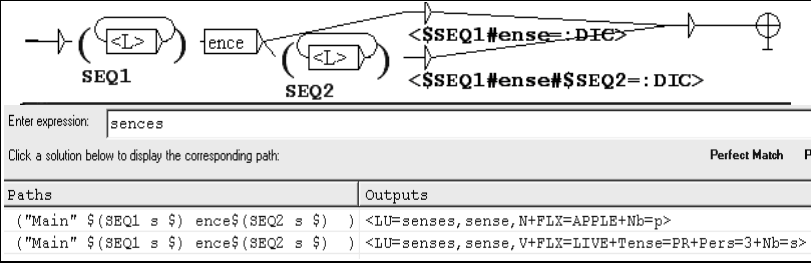 <L> ence <$SEQ1#ense=:DIC>
SEQ1 <L>
SEQ2 <$SEQ1#ense#$SEQ2=:DIC>
Enter expression: sences
Click a solution below to display the corresponding path: Perfect Match P
Paths Outputs
("Main" $(SEQ1 s $) ence$(SEQ2 s $) ) <LU=senses,sense,N+FLX=APPLE+Nb=p>
("Main" $(SEQ1 s $) ence$(SEQ2 s $) ) <LU=senses,sense,V+FLX=LIVE+Tense=PR+Pers=3+Nb=s>